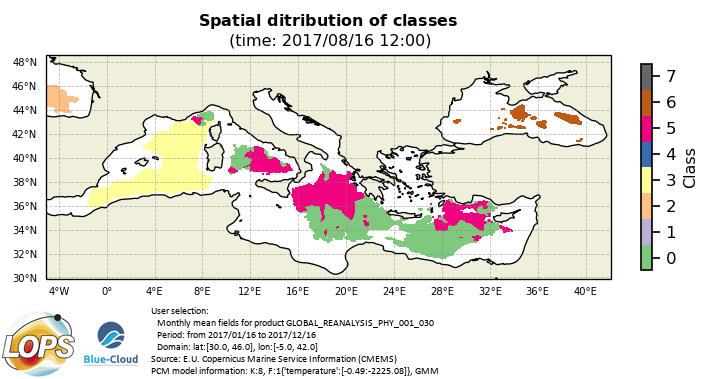 Spatial ditribution of classes
(time: 2017/08/16 12:00)
48°N
46°N
44°N
42°N
40°N
38°N
36°N
34°N
32°N
30°N
4°W 0° 4°E 8°E 12°E 16°E 20°E 24°E 28°E 32°E 36°E 40°E
7
6
5
4
3
2
1
0
Class
LOPS
Blue-Cloud
User selection:
Monthly mean fields for product GLOBAL_REANALYSIS_PHY_001_030
Period: from 2017/01/16 to 2017/12/16
Domain: lat:[30.0, 46.0], lon:[-5.0, 42.0]
Source: E.U. Copernicus Marine Service Information (CMEMS)
PCM model information: K:8, F:1{'temperature':[-0.49:-2225.08]}, GMM